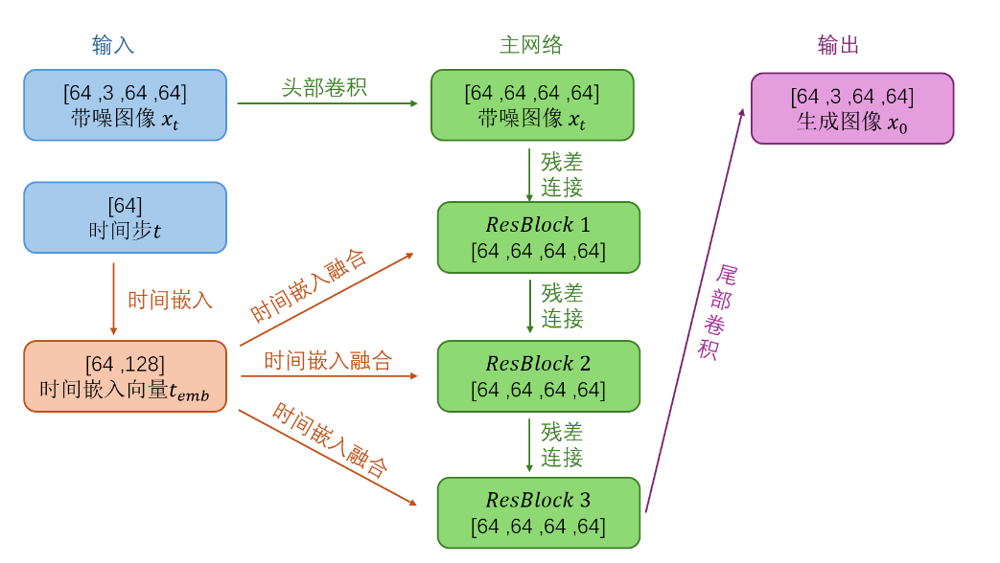 输入
主网络
输出
[64 ,3 ,64 ,64]
带噪图像 xₜ
头部卷积
[64 ,64 ,64 ,64]
带噪图像 xₜ
[64 ,3 ,64 ,64]
生成图像 x₀
残差
连接
[64]
时间步t
ResBlock 1
[64 ,64 ,64 ,64]
时间嵌入
时间嵌入融合
残差
连接
尾部卷积
[64 ,128]
时间嵌入向量t_emb
时间嵌入融合
ResBlock 2
[64 ,64 ,64 ,64]
时间嵌入融合
残差
连接
ResBlock 3
[64 ,64 ,64 ,64]